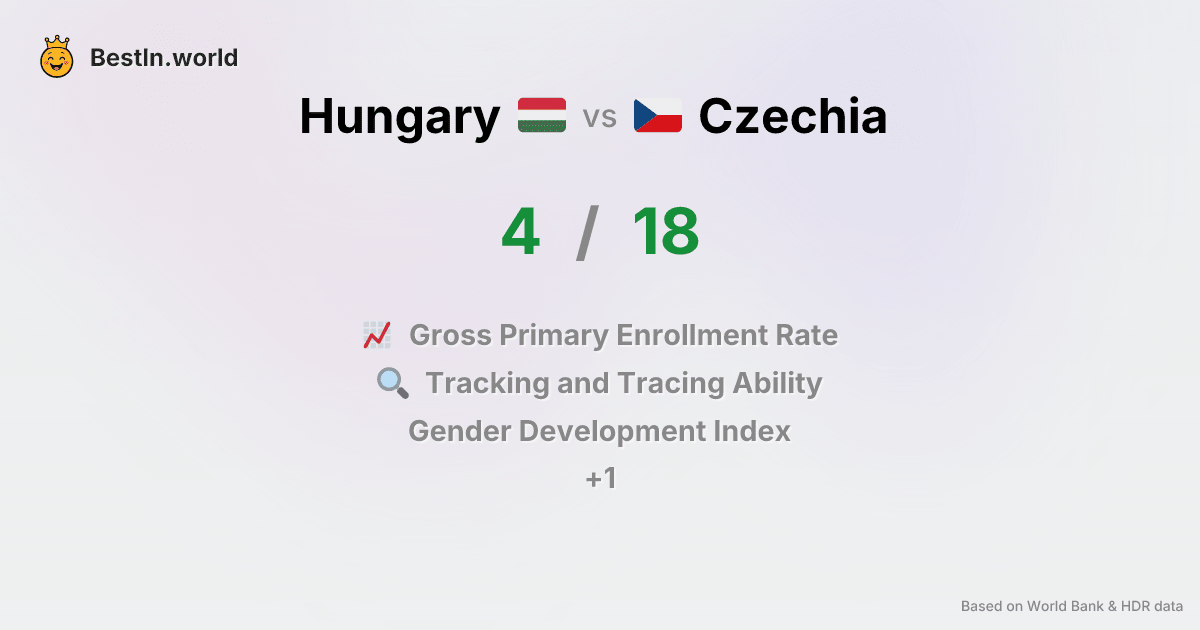 BestIn.world
Hungary vs Czechia
4 / 18
Gross Primary Enrollment Rate
Tracking and Tracing Ability
Gender Development Index
+1
Based on World Bank & HDR data